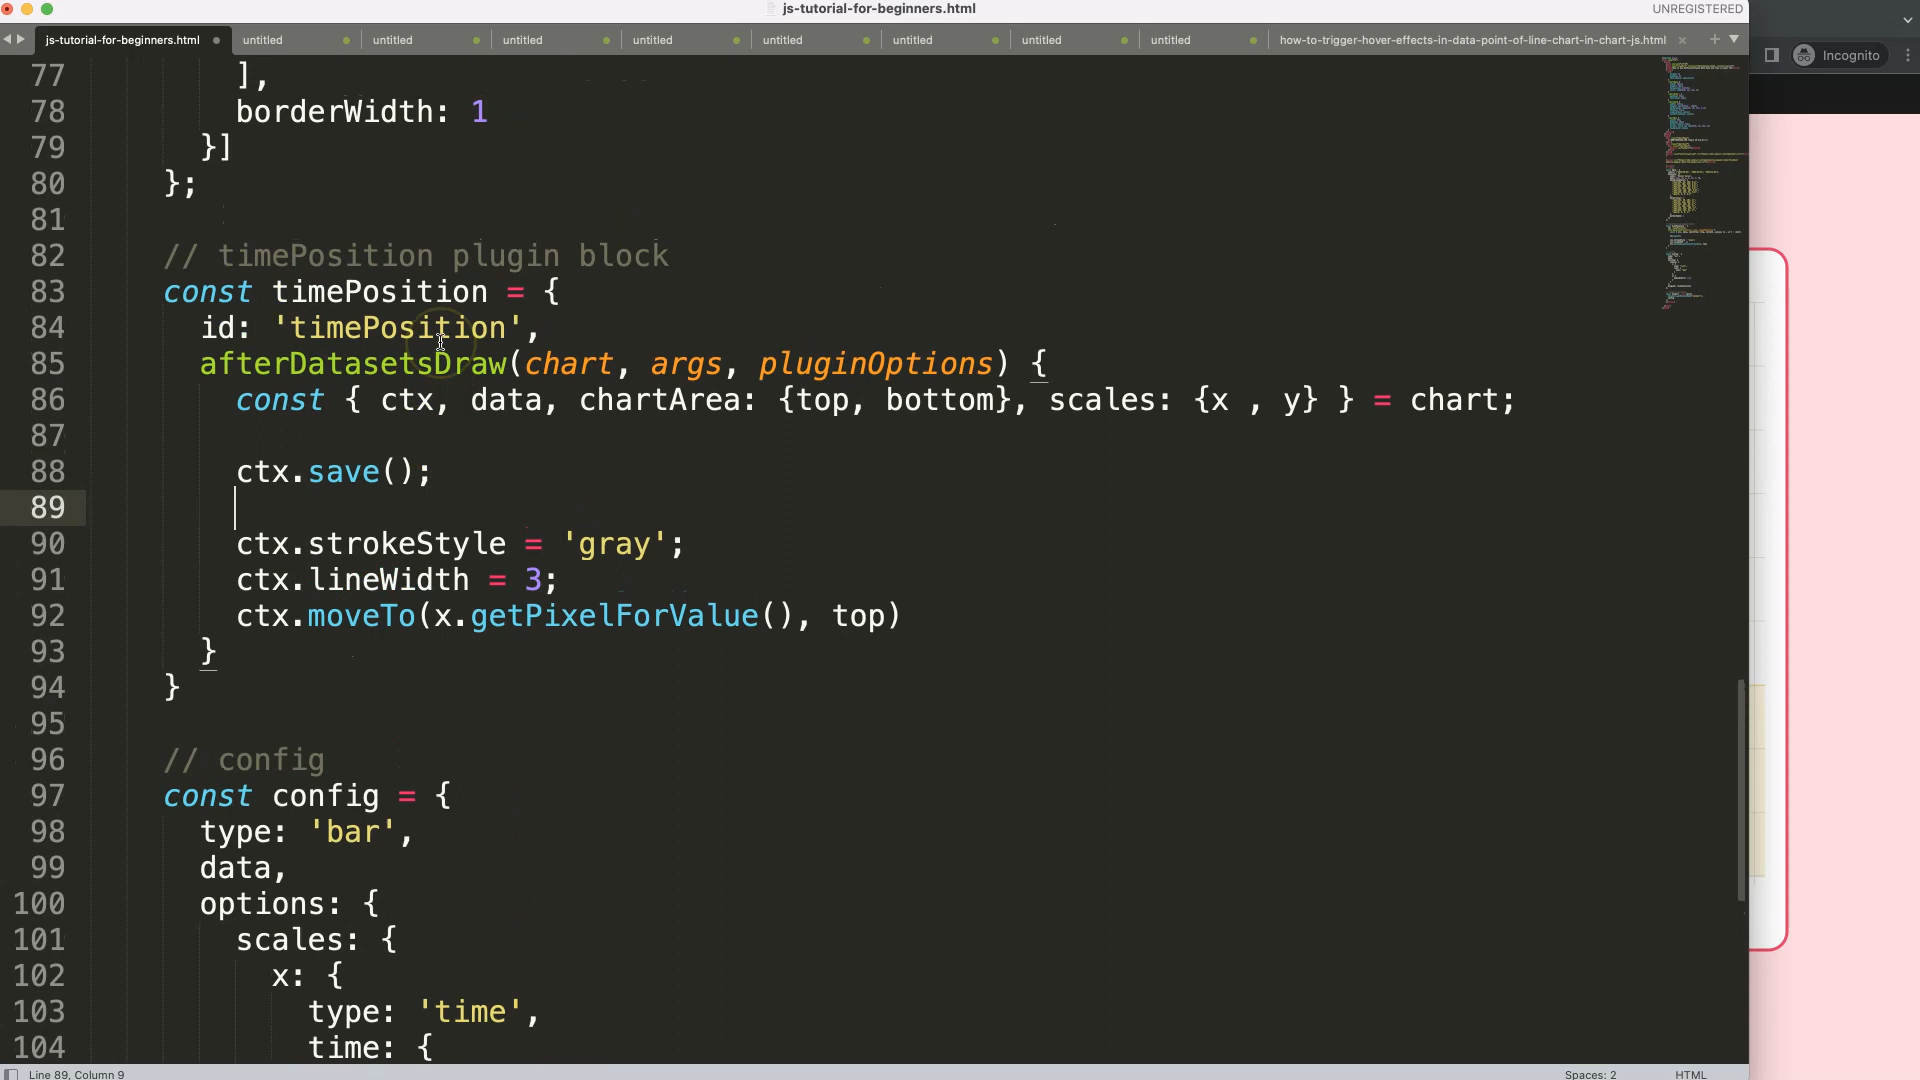 js-tutorial-for-beginners.html
UNREGISTERED
js-tutorial-for-beginners.html untitled untitled untitled untitled untitled untitled untitled untitled how-to-trigger-hover-effects-in-data-point-of-line-chart-in-chart-js.html
Incognito
77 ],
78 borderWidth: 1
79 }]
80 };
81
82 // timePosition plugin block
83 const timePosition = {
84 id: 'timePosition',
85 afterDatasetsDraw(chart, args, pluginOptions) {
86 const { ctx, data, chartArea: {top, bottom}, scales: {x , y} } = chart;
87
88 ctx.save();
89
90 ctx.strokeStyle = 'gray';
91 ctx.lineWidth = 3;
92 ctx.moveTo(x.getPixelForValue(), top)
93 }
94 }
95
96 // config
97 const config = {
98 type: 'bar',
99 data,
100 options: {
101 scales: {
102 x: {
103 type: 'time',
104 time: {
Line 89, Column 9
Spaces: 2
HTML